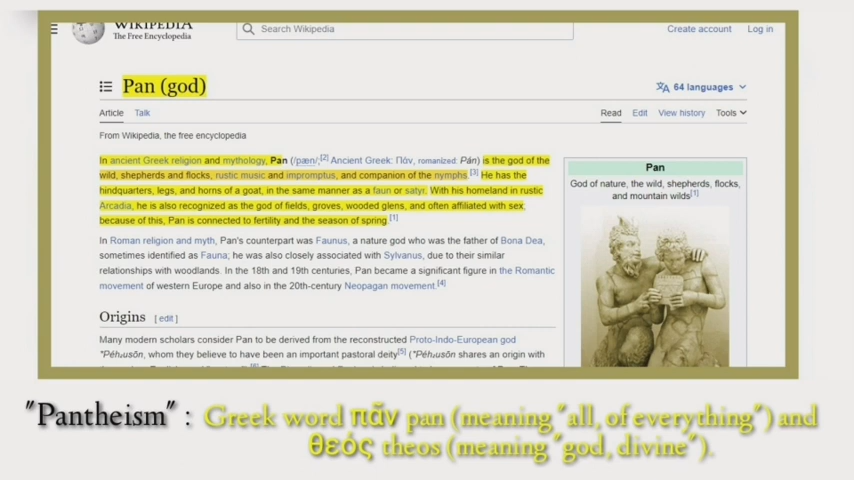 WIKIPEDIA
The Free Encyclopedia
Search Wikipedia
Create account Log in
Pan (god)
64 languages
Article Talk
Read Edit View history Tools
From Wikipedia, the free encyclopedia
In ancient Greek religion and mythology, Pan (/pæn/;[2] Ancient Greek: Πάν, romanized: Pán) is the god of the
wild, shepherds and flocks, rustic music and impromptus, and companion of the nymphs.[3] He has the
hindquarters, legs, and horns of a goat, in the same manner as a faun or satyr. With his homeland in rustic
Arcadia, he is also recognized as the god of fields, groves, wooded glens, and often affiliated with sex,
because of this, Pan is connected to fertility and the season of spring.[1]
In Roman religion and myth, Pan's counterpart was Faunus, a nature god who was the father of Bona Dea,
sometimes identified as Fauna; he was also closely associated with Sylvanus, due to their similar
relationships with woodlands. In the 18th and 19th centuries, Pan became a significant figure in the Romantic
movement of western Europe and also in the 20th-century Neopagan movement.[4]
Origins [edit]
Many modern scholars consider Pan to be derived from the reconstructed Proto-Indo-European god
*Péh₂usōn, whom they believe to have been an important pastoral deity[5] (*Péh₂usōn shares an origin with
Pan
God of nature, the wild, shepherds, flocks,
and mountain wilds[1]
"Pantheism" : Greek word πᾶν pan (meaning "all, of everything") and
θεός theos (meaning "god, divine").